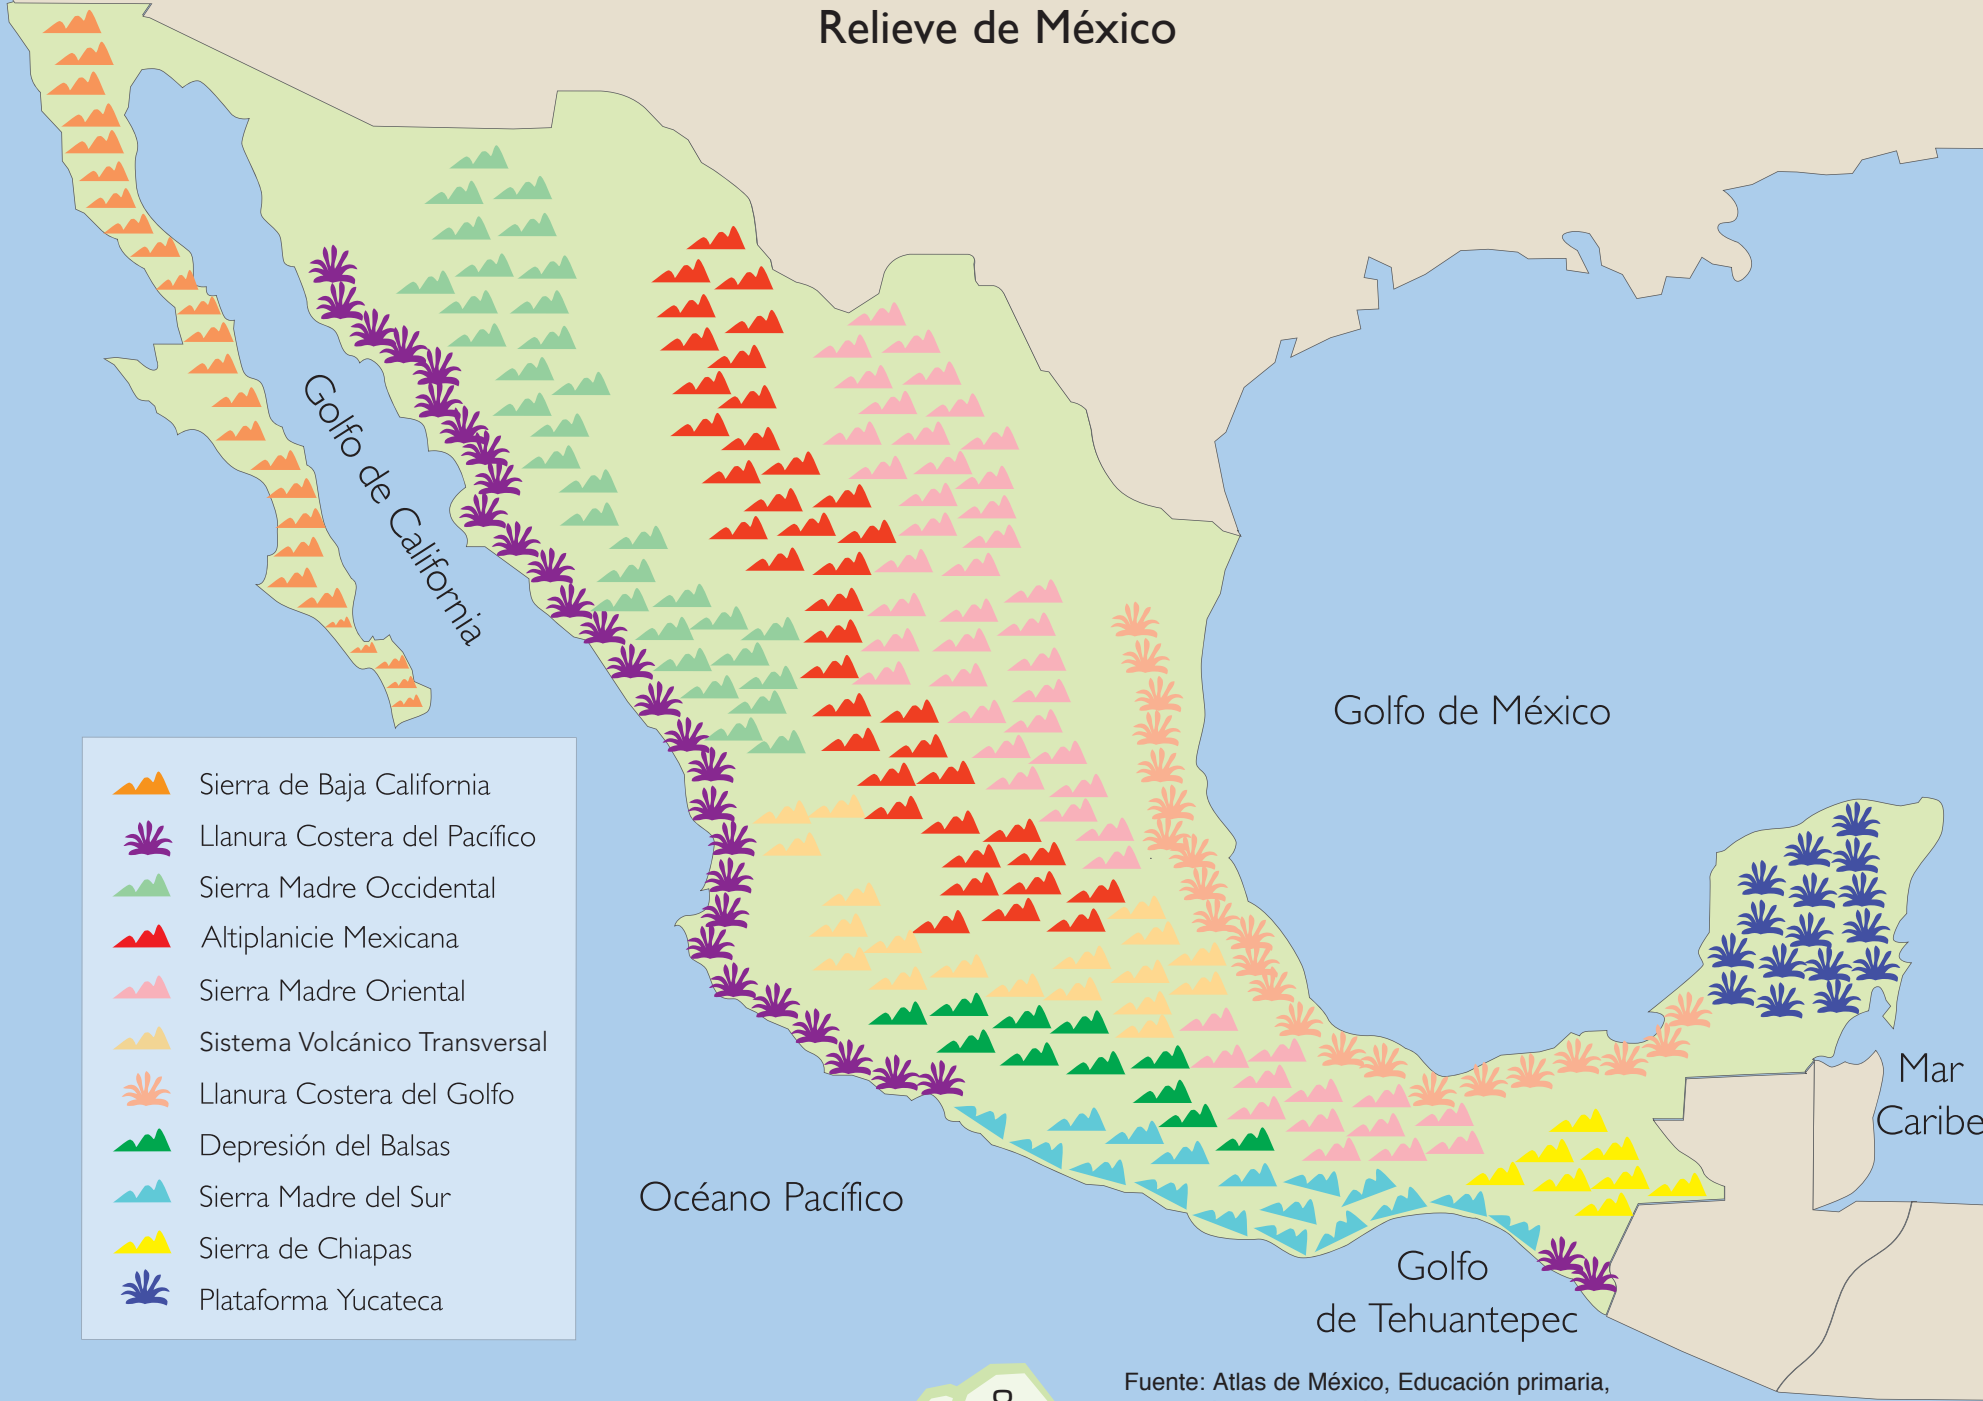 Relieve de México
Golfo de California
Golfo de México
Sierra de Baja California
Llanura Costera del Pacífico
Sierra Madre Occidental
Altiplanicie Mexicana
Sierra Madre Oriental
Sistema Volcánico Transversal
Llanura Costera del Golfo
Depresión del Balsas
Sierra Madre del Sur
Sierra de Chiapas
Plataforma Yucateca
Mar
Caribe
Océano Pacífico
Golfo
de Tehuantepec
Fuente: Atlas de México, Educación primaria,